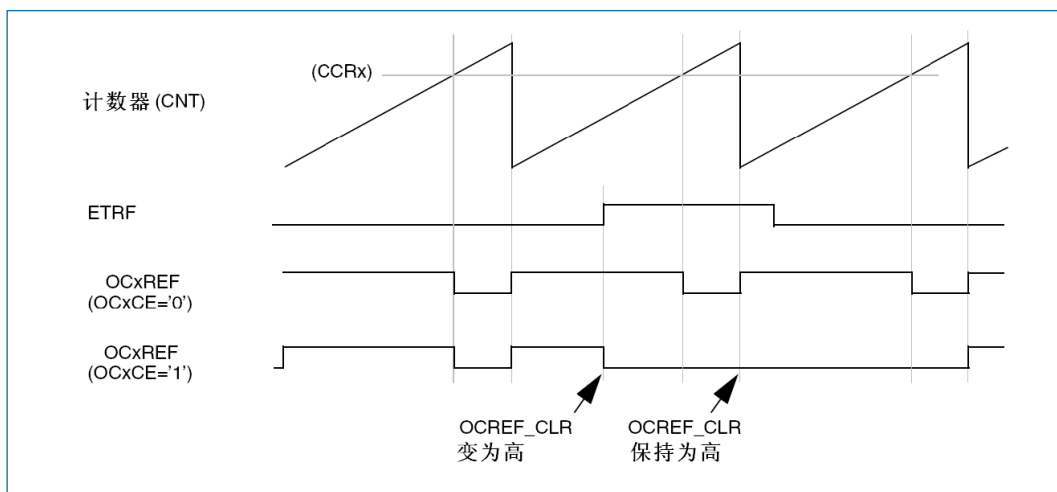 (CCRx)
计数器 (CNT)
ETRF
OCxREF
(OCxCE='0')
OCxREF
(OCxCE='1')
OCREF_CLR
变为高
OCREF_CLR
保持为高